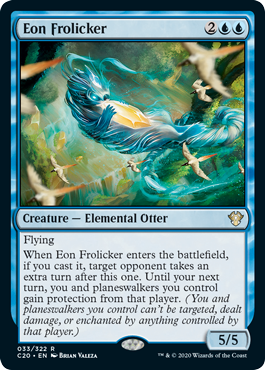 Eon Frolicker 2
Creature — Elemental Otter
Flying
When Eon Frolicker enters the battlefield,
if you cast it, target opponent takes an
extra turn after this one. Until your next
turn, you and planeswalkers you control
gain protection from that player. (You and
planeswalkers you control can't be targeted, dealt
damage, or enchanted by anything controlled by
that player.)
5/5
033/322 R
C20 • EN BRIAN VALEZA
™ & © 2020 Wizards of the Coast